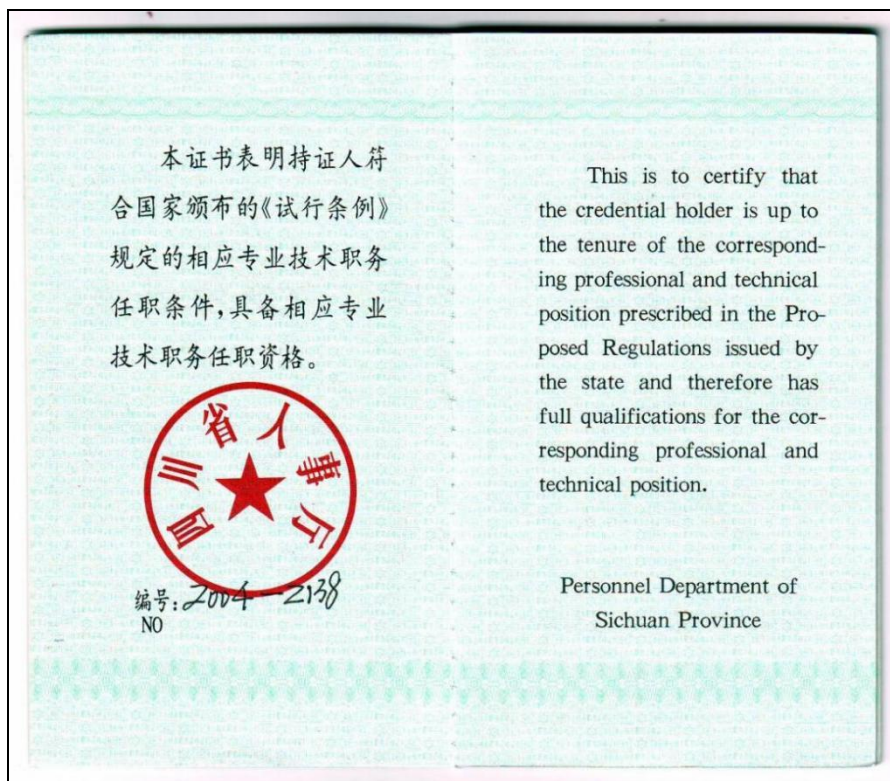 本证书表明持证人符
合国家颁布的《试行条例》
规定的相应专业技术职务
任职条件,具备相应专业
技术职务任职资格。
四川省人事厅
编号:2004-2138
NO
This is to certify that
the credential holder is up to
the tenure of the correspond-
ing professional and technical
position prescribed in the Pro-
posed Regulations issued by
the state and therefore has
full qualifications for the cor-
responding professional and
technical position.
Personnel Department of
Sichuan Province